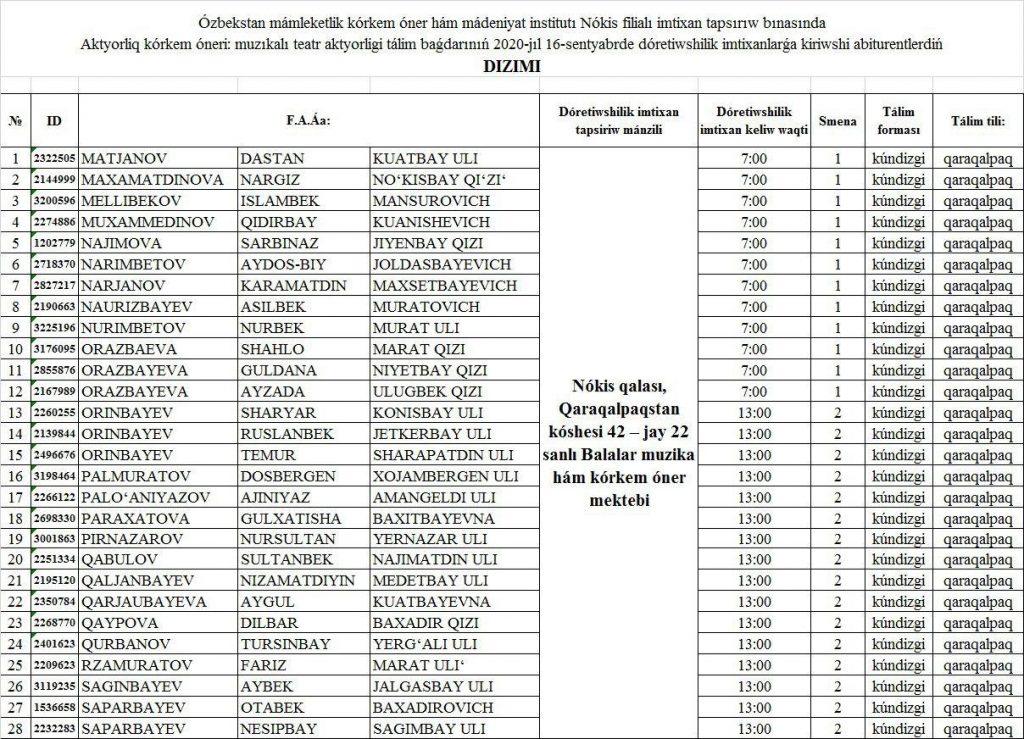 Ózbekstan mámleketlik kórkem óner hám mádeniyat institutı Nókis filialı imtixan tapsırıw bınasında
Aktyorliq kórkem óneri: muzıkalı teatr aktyorligi tálim baǵdarınıń 2020-jıl 16-sentyabrde dóretiwshilik imtixanlarǵa kiriwshi abiturentlerdiń
DIZIMI
№ ID F.A.Áa: Dóretiwshilik imtixan tapsiriw mánzili Dóretiwshilik imtixan keliw waqti Smena Tálim forması Tálim tili:
1 2322505 MATJANOV DASTAN KUATBAY ULI 7:00 1 kúndizgi qaraqalpaq
2 2144999 MAXAMATDINOVA NARGIZ NO‘KISBAY QI‘ZI‘ 7:00 1 kúndizgi qaraqalpaq
3 3200596 MELLIBEKOV ISLAMBEK MANSUROVICH 7:00 1 kúndizgi qaraqalpaq
4 2274886 MUXAMMEDINOV QIDIRBAY KUANISHEVICH 7:00 1 kúndizgi qaraqalpaq
5 1202779 NAJIMOVA SARBINAZ JIYENBAY QIZI 7:00 1 kúndizgi qaraqalpaq
6 2718370 NARIMBETOV AYDOS-BIY JOLDASBAYEVICH 7:00 1 kúndizgi qaraqalpaq
7 2827217 NARJANOV KARAMATDIN MAXSETBAYEVICH 7:00 1 kúndizgi qaraqalpaq
8 2190663 NAURIZBAYEV ASILBEK MURATOVICH 7:00 1 kúndizgi qaraqalpaq
9 3225196 NURIMBETOV NURBEK MURAT ULI 7:00 1 kúndizgi qaraqalpaq
10 3176095 ORAZBAEVA SHAHLO MARAT QIZI 7:00 1 kúndizgi qaraqalpaq
11 2855876 ORAZBAYEVA GULDANA NIYETBAY QIZI 7:00 1 kúndizgi qaraqalpaq
12 2167989 ORAZBAYEVA AYZADA ULUGBEK QIZI 7:00 1 kúndizgi qaraqalpaq
13 2260255 ORINBAYEV SHARYAR KONISBAY ULI 13:00 2 kúndizgi qaraqalpaq
14 2139844 ORINBAYEV RUSLANBEK JETKERBAY ULI 13:00 2 kúndizgi qaraqalpaq
15 2496676 ORINBAYEV TEMUR SHARAPATDIN ULI 13:00 2 kúndizgi qaraqalpaq
16 3198464 PALMURATOV DOSBERGEN XOJAMBERGEN ULI 13:00 2 kúndizgi qaraqalpaq
17 2266122 PALO‘ANIYAZOV AJINIYAZ AMANGELDI ULI 13:00 2 kúndizgi qaraqalpaq
18 2698330 PARAXATOVA GULXATISHA BAXITBAYEVNA 13:00 2 kúndizgi qaraqalpaq
19 3001863 PIRNAZAROV NURSULTAN YERNAZAR ULI 13:00 2 kúndizgi qaraqalpaq
20 2251334 QABULOV SULTANBEK NAJIMATDIN ULI 13:00 2 kúndizgi qaraqalpaq
21 2195120 QALJANBAYEV NIZAMATDIYIN MEDETBAY ULI 13:00 2 kúndizgi qaraqalpaq
22 2350784 QARJAUBAYEVA AYGUL KUATBAYEVNA 13:00 2 kúndizgi qaraqalpaq
23 2268770 QAYPOVA DILBAR BAXADIR QIZI 13:00 2 kúndizgi qaraqalpaq
24 2401623 QURBANOV TURSINBAY YERG‘ALI ULI 13:00 2 kúndizgi qaraqalpaq
25 2209623 RZAMURATOV FARIZ MARAT ULI‘ 13:00 2 kúndizgi qaraqalpaq
26 3119235 SAGINBAYEV AYBEK JALGASBAY ULI 13:00 2 kúndizgi qaraqalpaq
27 1536658 SAPARBAYEV OTABEK BAXADIROVICH 13:00 2 kúndizgi qaraqalpaq
28 2232283 SAPARBAYEV NESIPBAY SAGIMBAY ULI 13:00 2 kúndizgi qaraqalpaq
Nókis qalası,
Qaraqalpaqstan
kóshesi 42 – jay 22
sanlı Balalar muzika
hám kórkem óner
mektebi